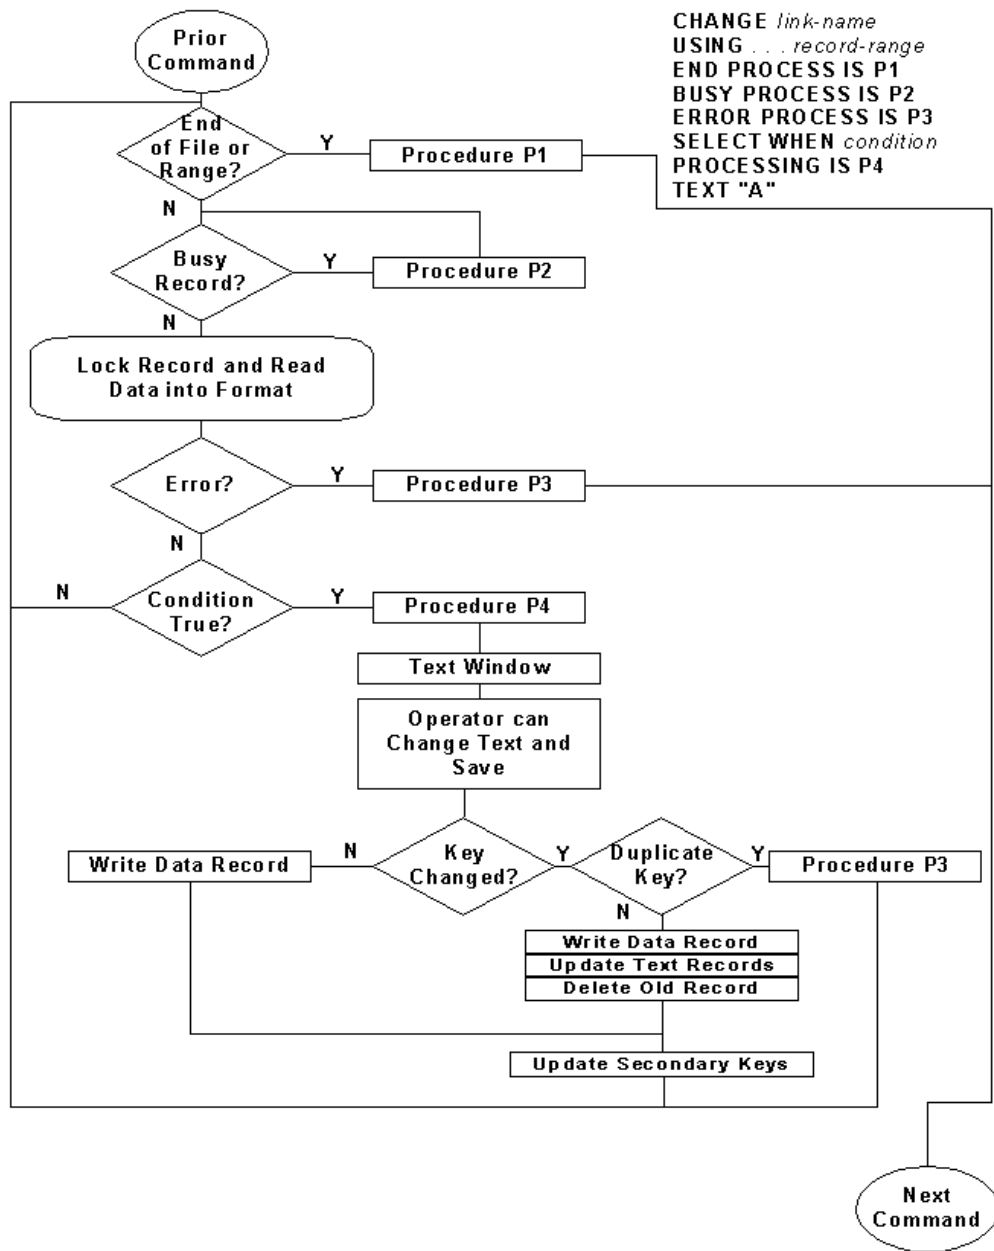 Prior
Command
CHANGE link-name
USING . . . record-range
END PROCESS IS P1
BUSY PROCESS IS P2
ERROR PROCESS IS P3
SELECT WHEN condition
PROCESSING IS P4
TEXT "A"
End
of File or
Range?
Y
Procedure P1
N
Busy
Record?
Y
Procedure P2
N
Lock Record and Read
Data into Format
Error?
Y
Procedure P3
N
N
Condition
True?
Y
Procedure P4
Text Window
Operator can
Change Text and
Save
Write Data Record
N
Key
Changed?
Y
Duplicate
Key?
Y
Procedure P3
N
Write Data Record
Update Text Records
Delete Old Record
Update Secondary Keys
Next
Command